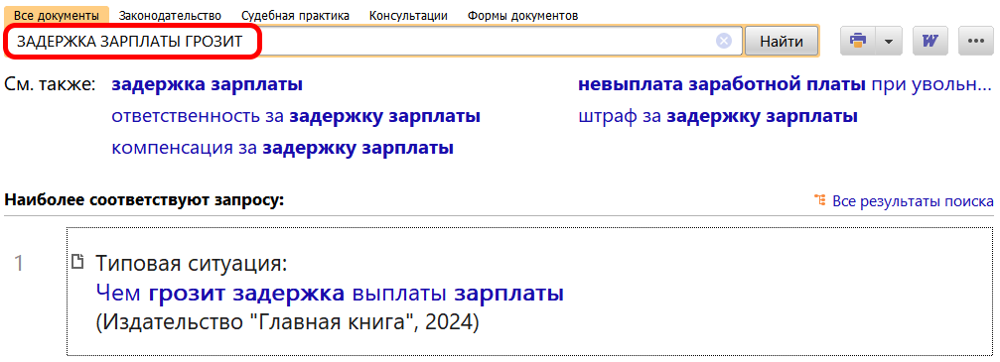 Все документы Законодательство Судебная практика Консультации Формы документов
ЗАДЕРЖКА ЗАРПЛАТЫ ГРОЗИТ Найти W
См. также: задержка зарплаты невыплата заработной платы при увольн...
ответственность за задержку зарплаты штраф за задержку зарплаты
компенсация за задержку зарплаты
Наиболее соответствуют запросу: Все результаты поиска
1 Типовая ситуация:
Чем грозит задержка выплаты зарплаты
(Издательство "Главная книга", 2024)